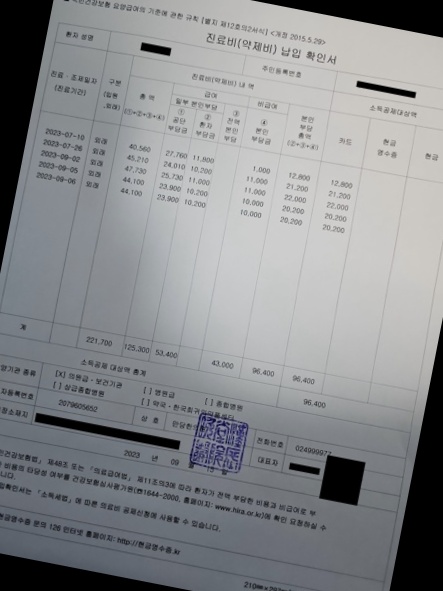 국민건강보험 요양급여의 기준에 관한 규칙 [별지 제12호의2서식] <개정 2015.5.29>
진료비(약제비) 납입 확인서
환자 성명 주민등록번호
진료비(약제비) 내 역 소득공제대상액
진료·조제일자 (진료기간) 구분 (입원,외래) 총 액 (①+②+③+④) 급여 비급여 본인 부담 총액 (②+③+④) 카드 현금 영수증 현금
일부 본인부담 ③ 전액 본인 부담 ④ 본인 부담금
① 공단 부담금 ② 환자 부담금
2023-07-10 외래 40,560 27,760 11,800 1,000 12,800 12,800
2023-07-26 외래 45,210 24,010 10,200 11,000 21,200 21,200
2023-09-02 외래 47,730 25,730 11,000 11,000 22,000 22,000
2023-09-05 외래 44,100 23,900 10,200 10,000 20,200 20,200
2023-09-06 외래 44,100 23,900 10,200 10,000 20,200 20,200
계 221,700 125,300 53,400 43,000 96,400 96,400
소득공제 대상액 총계 96,400
양기관 종류 [X] 의원급·보건기관 [ ] 병원급 [ ] 종합병원
[ ] 상급종합병원 [ ] 약국·한국희귀의약품센터
자등록번호 2079605652 상 호 전화번호 024999977
장소재지 대표자
2023 년 09 월
건강보험법」 제48조 또는 「의료급여법」 제11조의3에 따라 환자가 전액 부담한 비용과 비급여로 부
비용의 타당성 여부를 건강보험심사평가원(☎1644-2000, 홈페이지: www.hira.or.kr)에 확인 요청하실 수
니다.
확인서는 「소득세법」에 따른 의료비 공제신청에 사용할 수 있습니다.
현금영수증 문의 126 인터넷 홈페이지: http://현금영수증.kr
210㎜×297